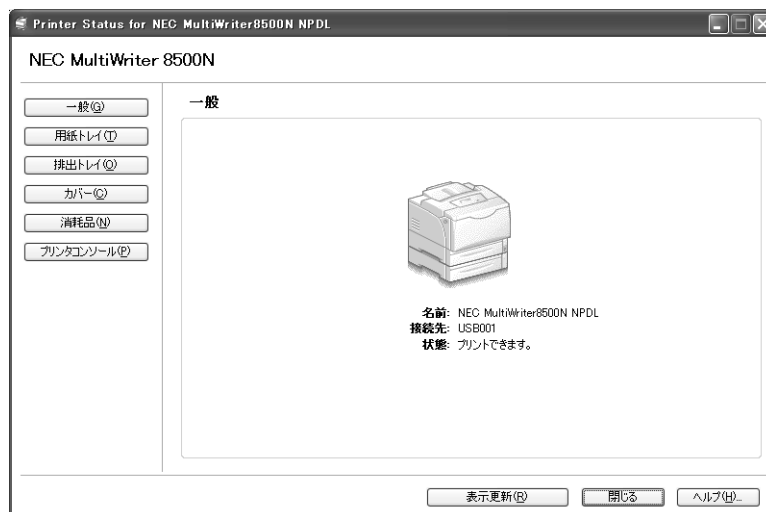 Printer Status for NEC MultiWriter8500N NPDL
NEC MultiWriter 8500N
一般(G)
用紙トレイ(T)
排出トレイ(O)
カバー(C)
消耗品(N)
プリンタコンソール(P)
一般
名前: NEC MultiWriter8500N NPDL
接続先: USB001
状態: プリントできます。
表示更新(R)
閉じる
ヘルプ(H)...